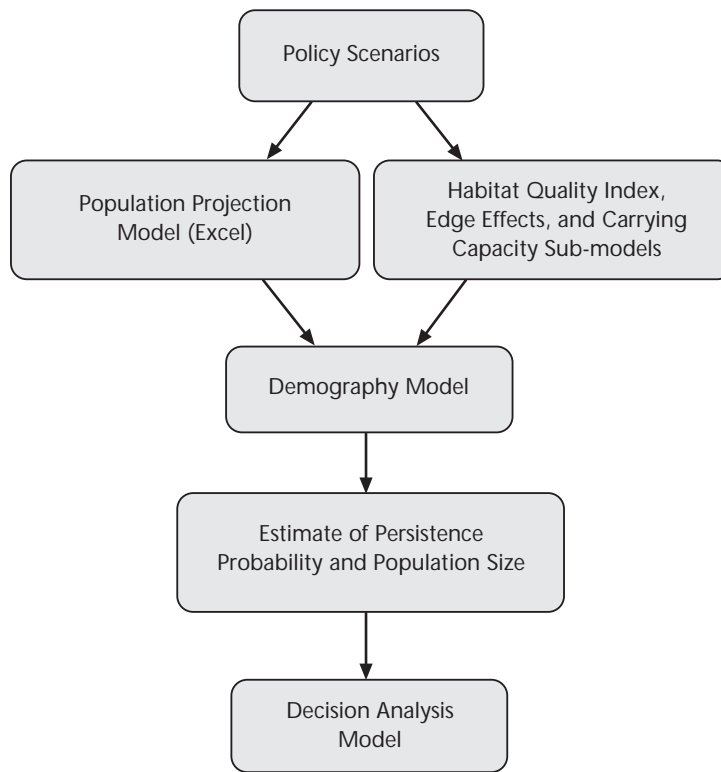 Policy Scenarios
Population Projection
Model (Excel)
Habitat Quality Index,
Edge Effects, and Carrying
Capacity Sub-models
Demography Model
Estimate of Persistence
Probability and Population Size
Decision Analysis
Model